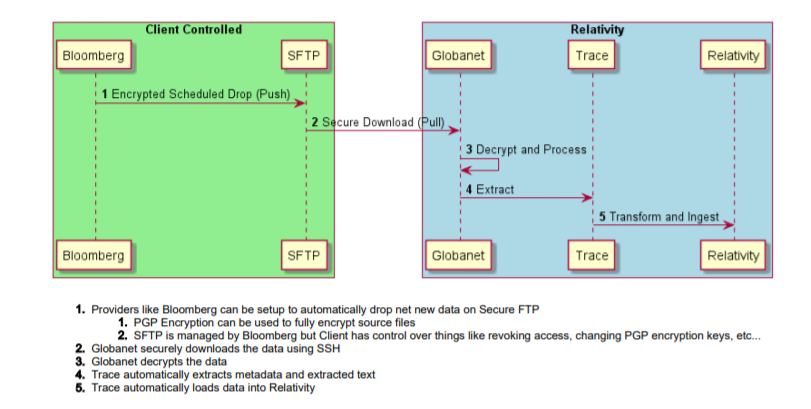 Client Controlled
Relativity
Bloomberg
SFTP
Globanet
Trace
Relativity
1 Encrypted Scheduled Drop (Push)
2 Secure Download (Pull)
3 Decrypt and Process
4 Extract
5 Transform and Ingest
Bloomberg
SFTP
Globanet
Trace
Relativity
1. Providers like Bloomberg can be setup to automatically drop net new data on Secure FTP
1. PGP Encryption can be used to fully encrypt source files
2. SFTP is managed by Bloomberg but Client has control over things like revoking access, changing PGP encryption keys, etc...
2. Globanet securely downloads the data using SSH
3. Globanet decrypts the data
4. Trace automatically extracts metadata and extracted text
5. Trace automatically loads data into Relativity